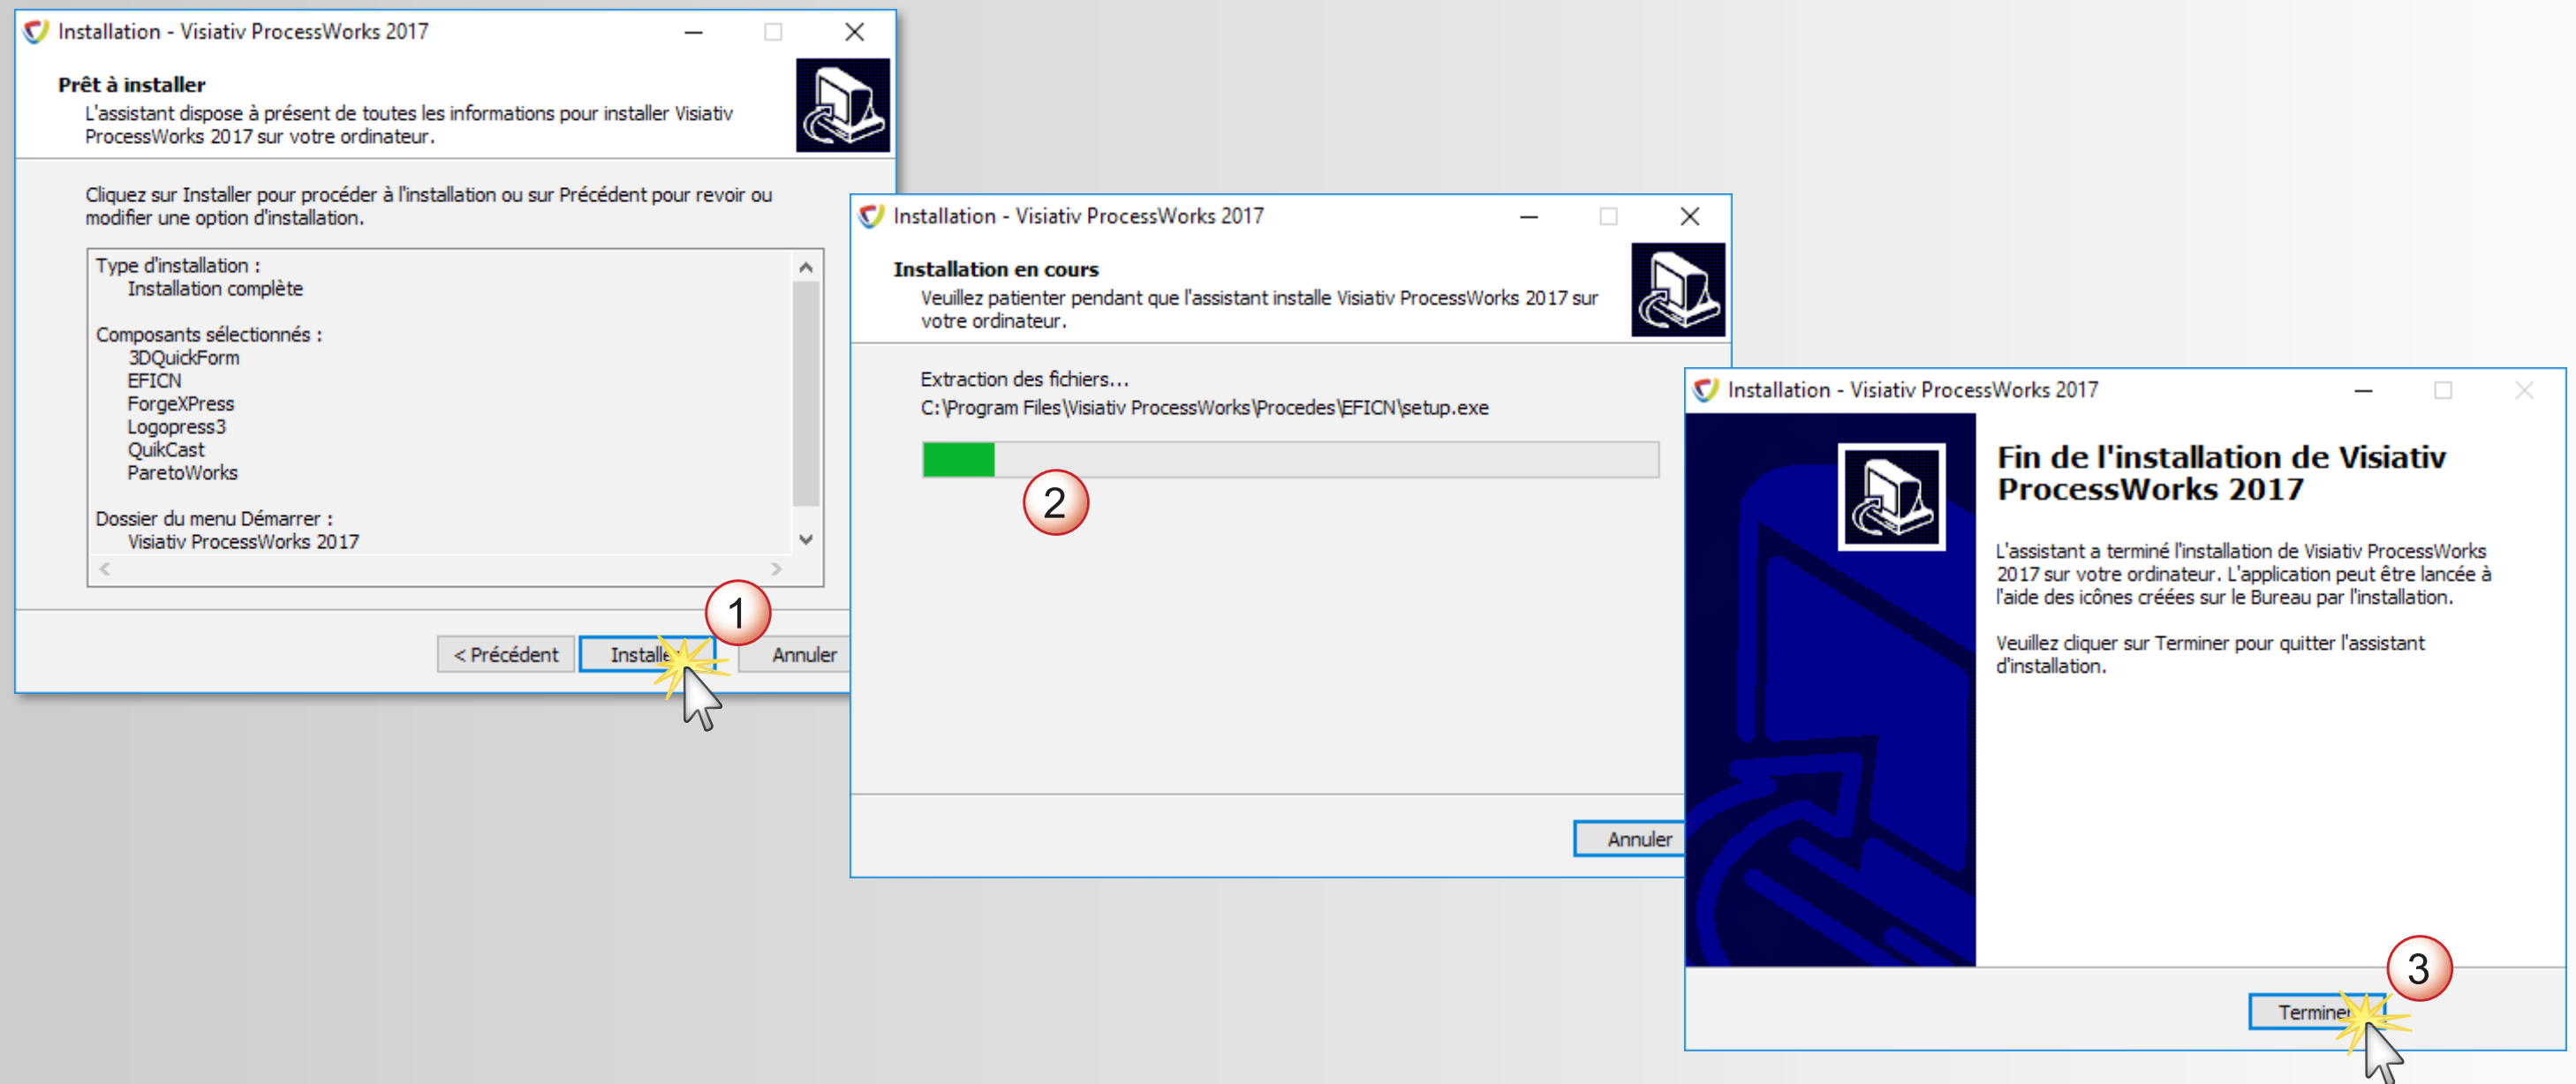 Installation - Visiativ ProcessWorks 2017
Prêt à installer
L'assistant dispose à présent de toutes les informations pour installer Visiativ
ProcessWorks 2017 sur votre ordinateur.
Cliquez sur Installer pour procéder à l'installation ou sur Précédent pour revoir ou
modifier une option d'installation.
Type d'installation :
Installation complète
Composants sélectionnés :
3DQuickForm
EFICN
ForgeXPress
Logopress3
QuikCast
ParetoWorks
Dossier du menu Démarrer :
Visiativ ProcessWorks 2017
1
< Précédent
Installer
Annuler
Installation - Visiativ ProcessWorks 2017
Installation en cours
Veuillez patienter pendant que l'assistant installe Visiativ ProcessWorks 2017 sur
votre ordinateur.
Extraction des fichiers...
C:\Program Files\Visiativ ProcessWorks\Procedes\EFICN\setup.exe
2
Annuler
Installation - Visiativ ProcessWorks 2017
Fin de l'installation de Visiativ
ProcessWorks 2017
L'assistant a terminé l'installation de Visiativ ProcessWorks
2017 sur votre ordinateur. L'application peut être lancée à
l'aide des icônes créées sur le Bureau par l'installation.
Veuillez cliquer sur Terminer pour quitter l'assistant
d'installation.
3
Terminer